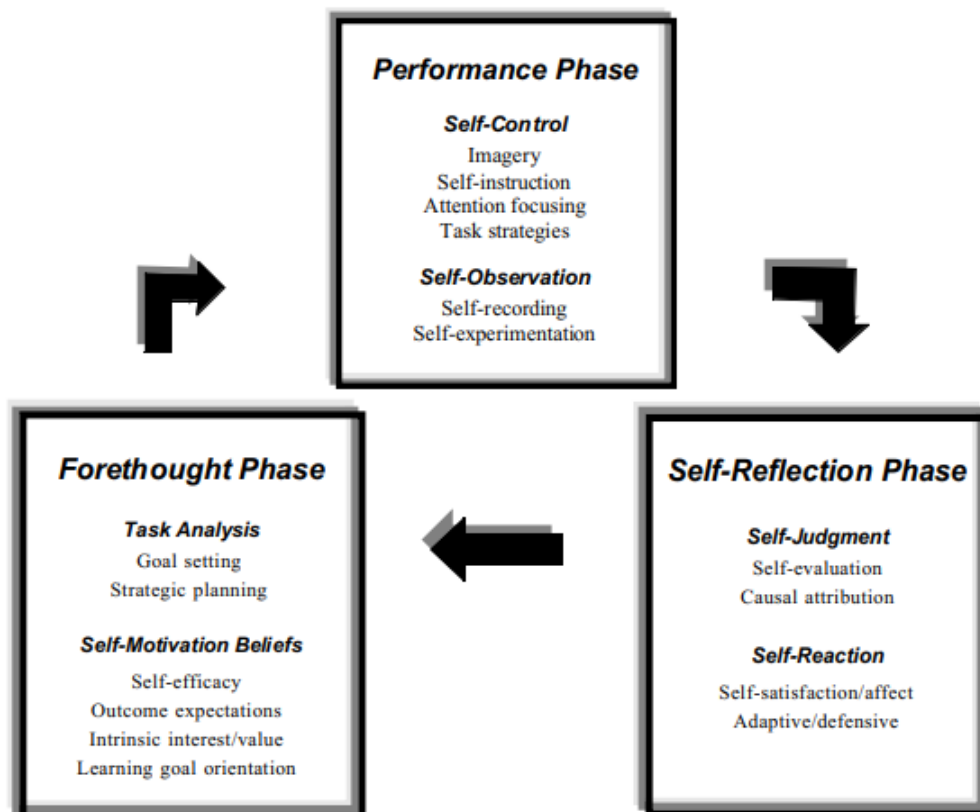 Performance Phase
Self-Control
Imagery
Self-instruction
Attention focusing
Task strategies
Self-Observation
Self-recording
Self-experimentation
Forethought Phase
Task Analysis
Goal setting
Strategic planning
Self-Motivation Beliefs
Self-efficacy
Outcome expectations
Intrinsic interest/value
Learning goal orientation
Self-Reflection Phase
Self-Judgment
Self-evaluation
Causal attribution
Self-Reaction
Self-satisfaction/affect
Adaptive/defensive